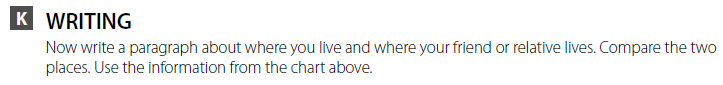 K WRITING
Now write a paragraph about where you live and where your friend or relative lives. Compare the two
places. Use the information from the chart above.